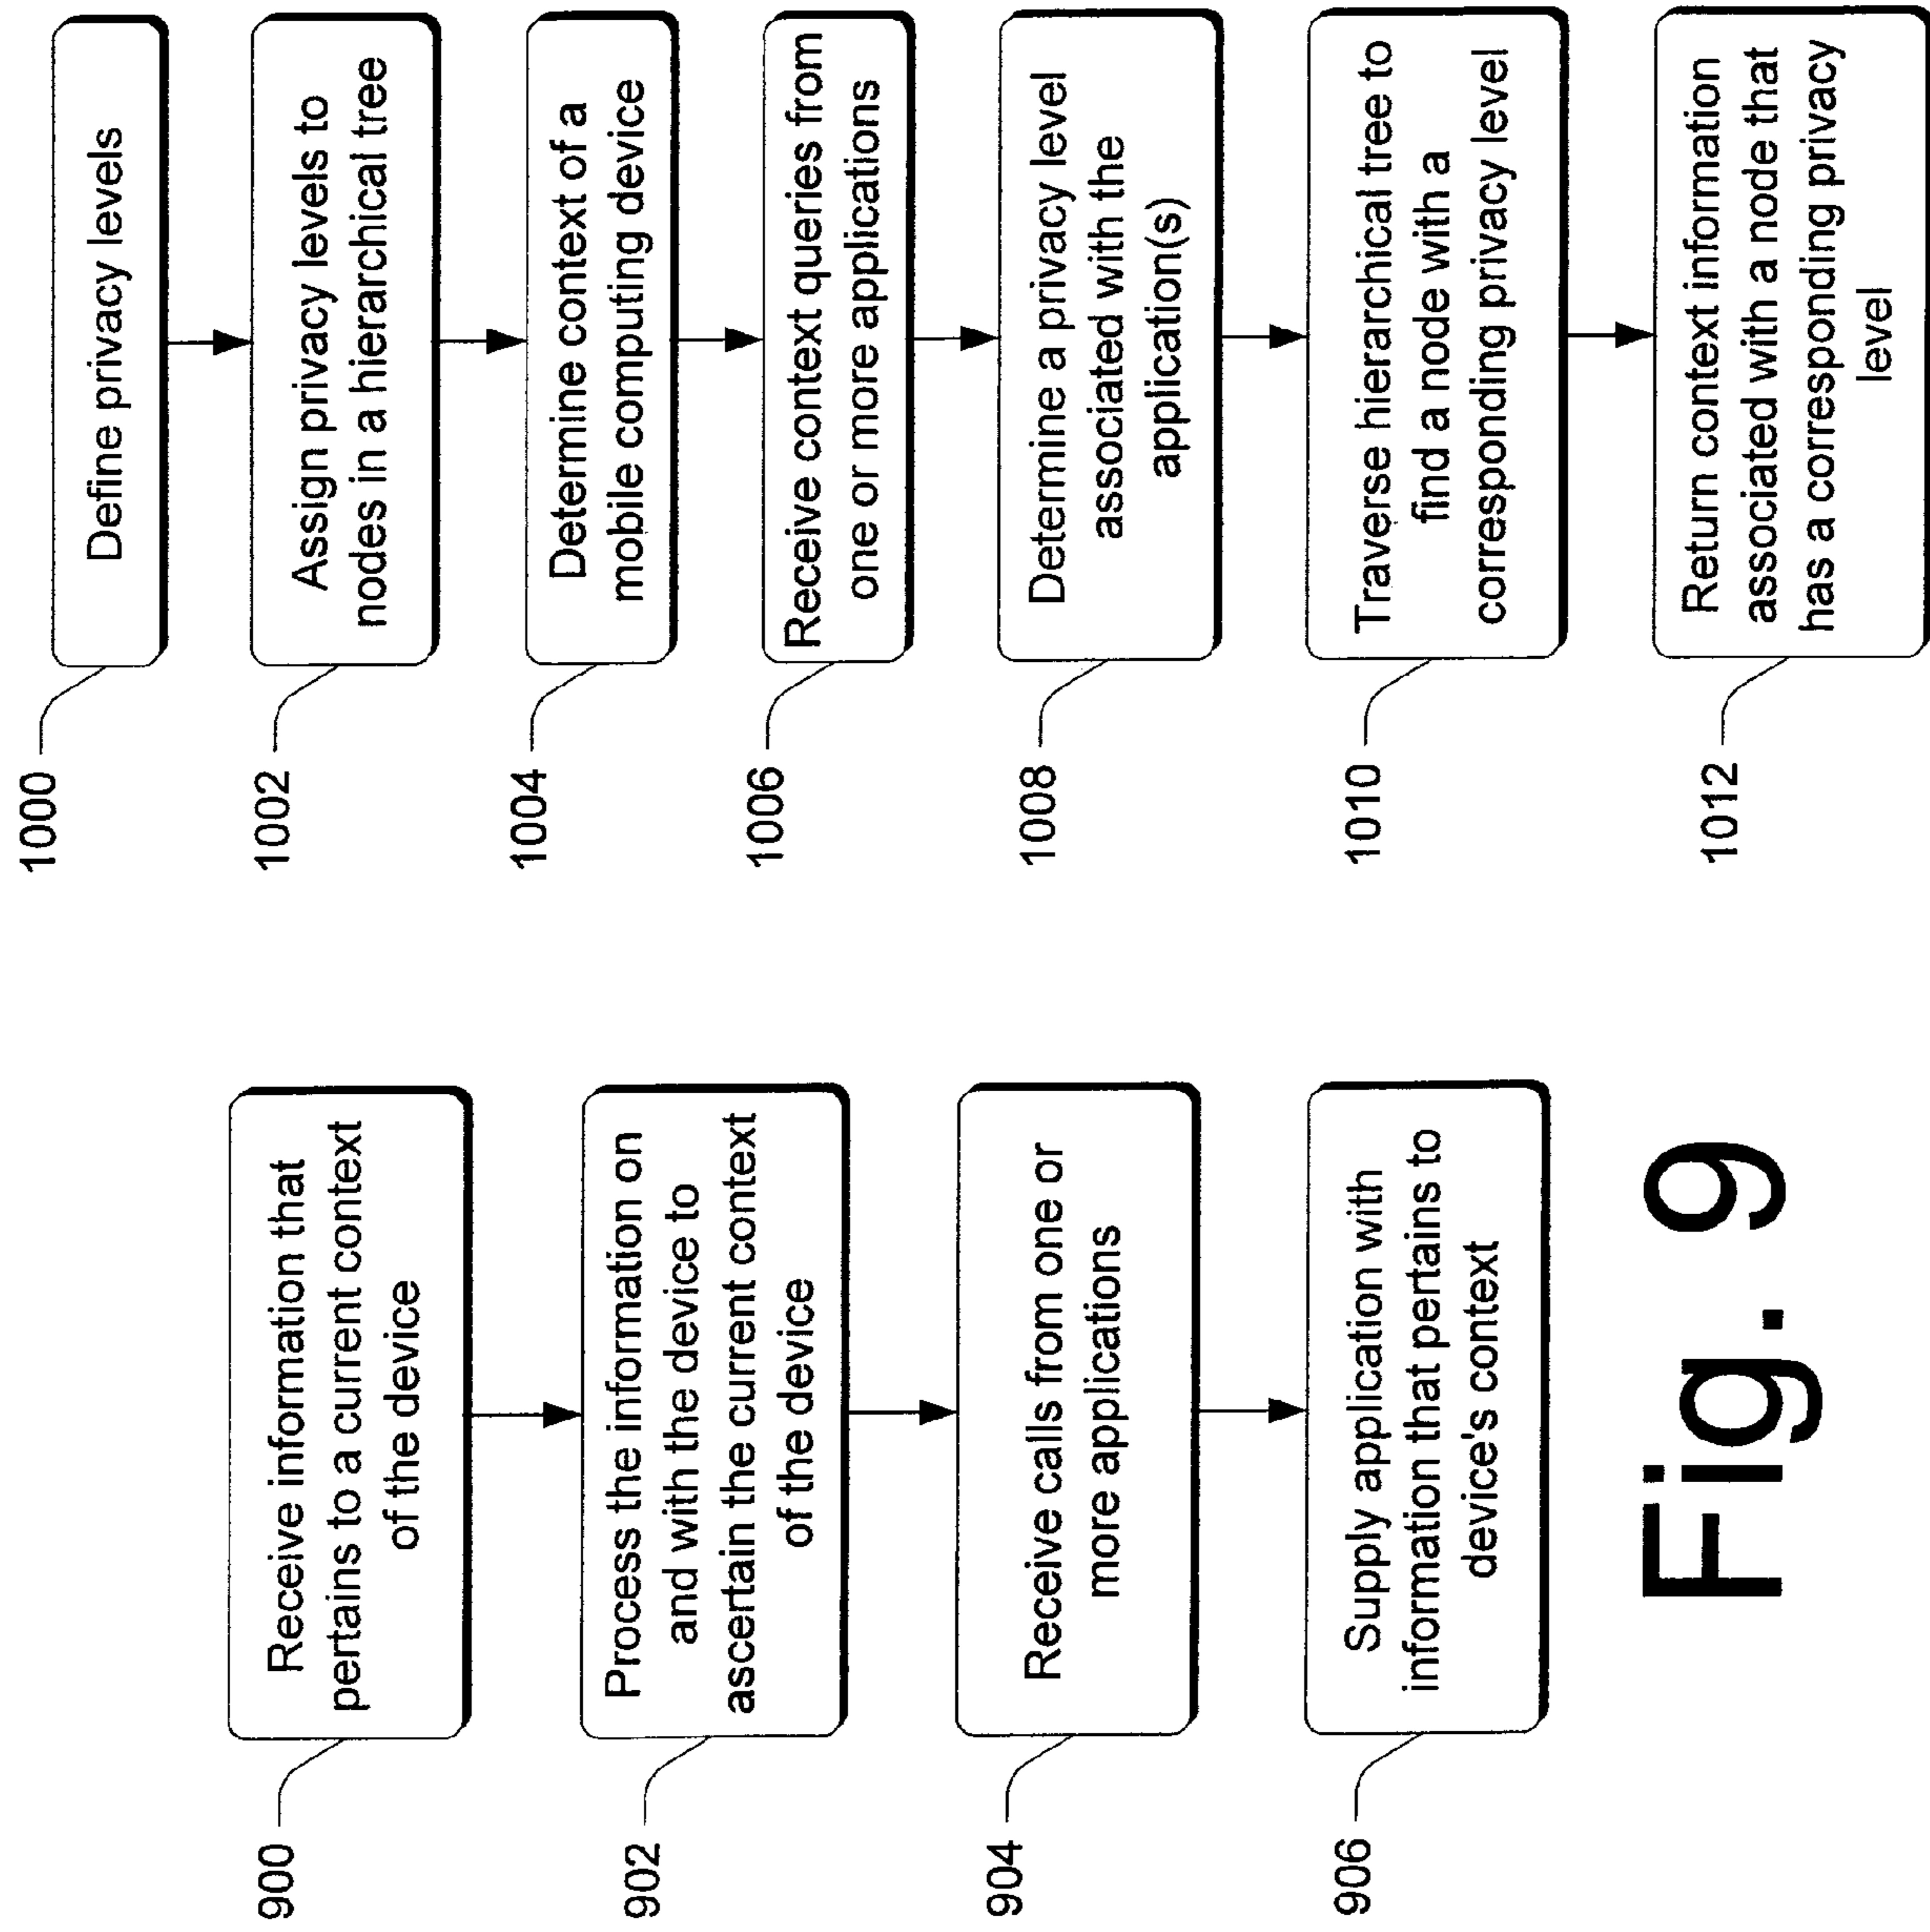 900
Receive information that
pertains to a current context
of the device
902
Process the information on
and with the device to
ascertain the current context
of the device
904
Receive calls from one or
more applications
906
Supply application with
information that pertains to
device's context
Fig. 9
1000
Define privacy levels
1002
Assign privacy levels to
nodes in a hierarchical tree
1004
Determine context of a
mobile computing device
1006
Receive context queries from
one or more applications
1008
Determine a privacy level
associated with the
application(s)
1010
Traverse hierarchical tree to
find a node with a
corresponding privacy level
1012
Return context information
associated with a node that
has a corresponding privacy
level